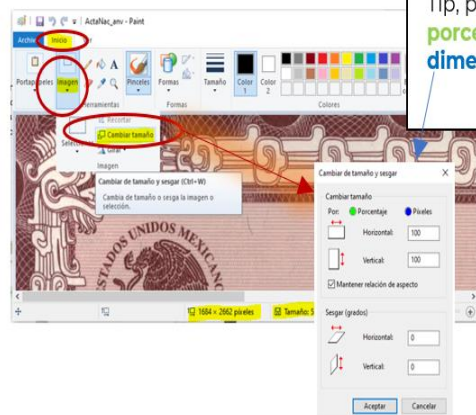 Tip, p
porce
dime
ActaNac_anv - Paint
Archivo Inicio
Portapapeles Imagen Pinceles Formas Tamaño Color 1 Color 2
Herramientas Formas Colores
Recortar
Cambiar tamaño
Girar
Imagen
Cambiar de tamaño y sesgar (Ctrl+W)
Cambia de tamaño o sesga la imagen o
selección.
ESTADOS UNIDOS MEXICANOS
1684 × 2662 píxeles Tamaño: 5
Cambiar de tamaño y sesgar X
Cambiar tamaño
Por: Porcentaje Píxeles
Horizontal: 100
Vertical: 100
Mantener relación de aspecto
Sesgar (grados)
Horizontal: 0
Vertical: 0
Aceptar Cancelar